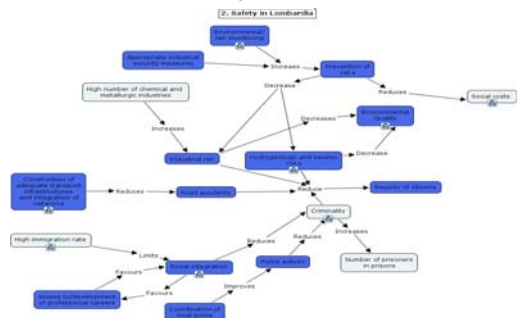 2. Safety in Lombardia
Environmental/
risk monitoring
Appropriate industrial
security measures
Increases
Prevention of
risks
High number of chemical and
metallurgic industries
Decrease
Reduces
Social costs
Increases
Decreases
Environmental
Quality
Industrial risk
Hydrogeologic and seismic
risks
Decrease
Construction of
adequate transport
infrastructures
and integration of
networks
Reduces
Road accidents
Reduce
Security of citizens
Criminality
High immigration rate
Reduces
Reduces
Increases
Limits
Social integration
Police activity
Number of prisoners
in prisons
Favours
Favours
Improves
Access to/
of professional careers
Coordination of
local police